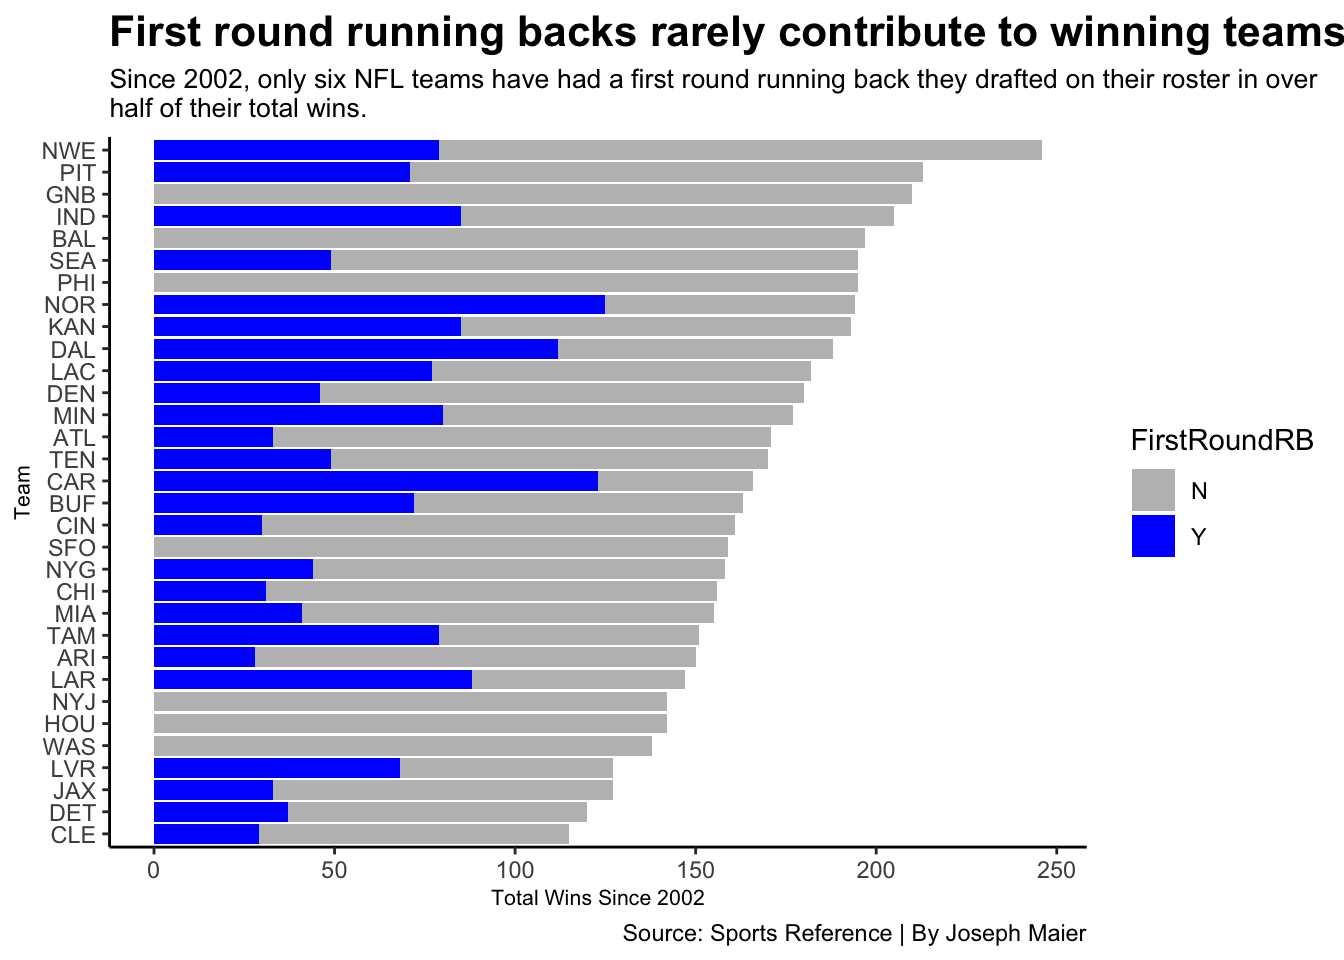 First round running backs rarely contribute to winning teams
Since 2002, only six NFL teams have had a first round running back they drafted on their roster in over
half of their total wins.
NWE
PIT
GNB
IND
BAL
SEA
PHI
NOR
KAN
DAL
LAC
DEN
MIN
ATL
TEN
CAR
BUF
CIN
SFO
NYG
CHI
MIA
TAM
ARI
LAR
NYJ
HOU
WAS
LVR
JAX
DET
CLE
Team
0 50 100 150 200 250
Total Wins Since 2002
FirstRoundRB
N
Y
Source: Sports Reference | By Joseph Maier